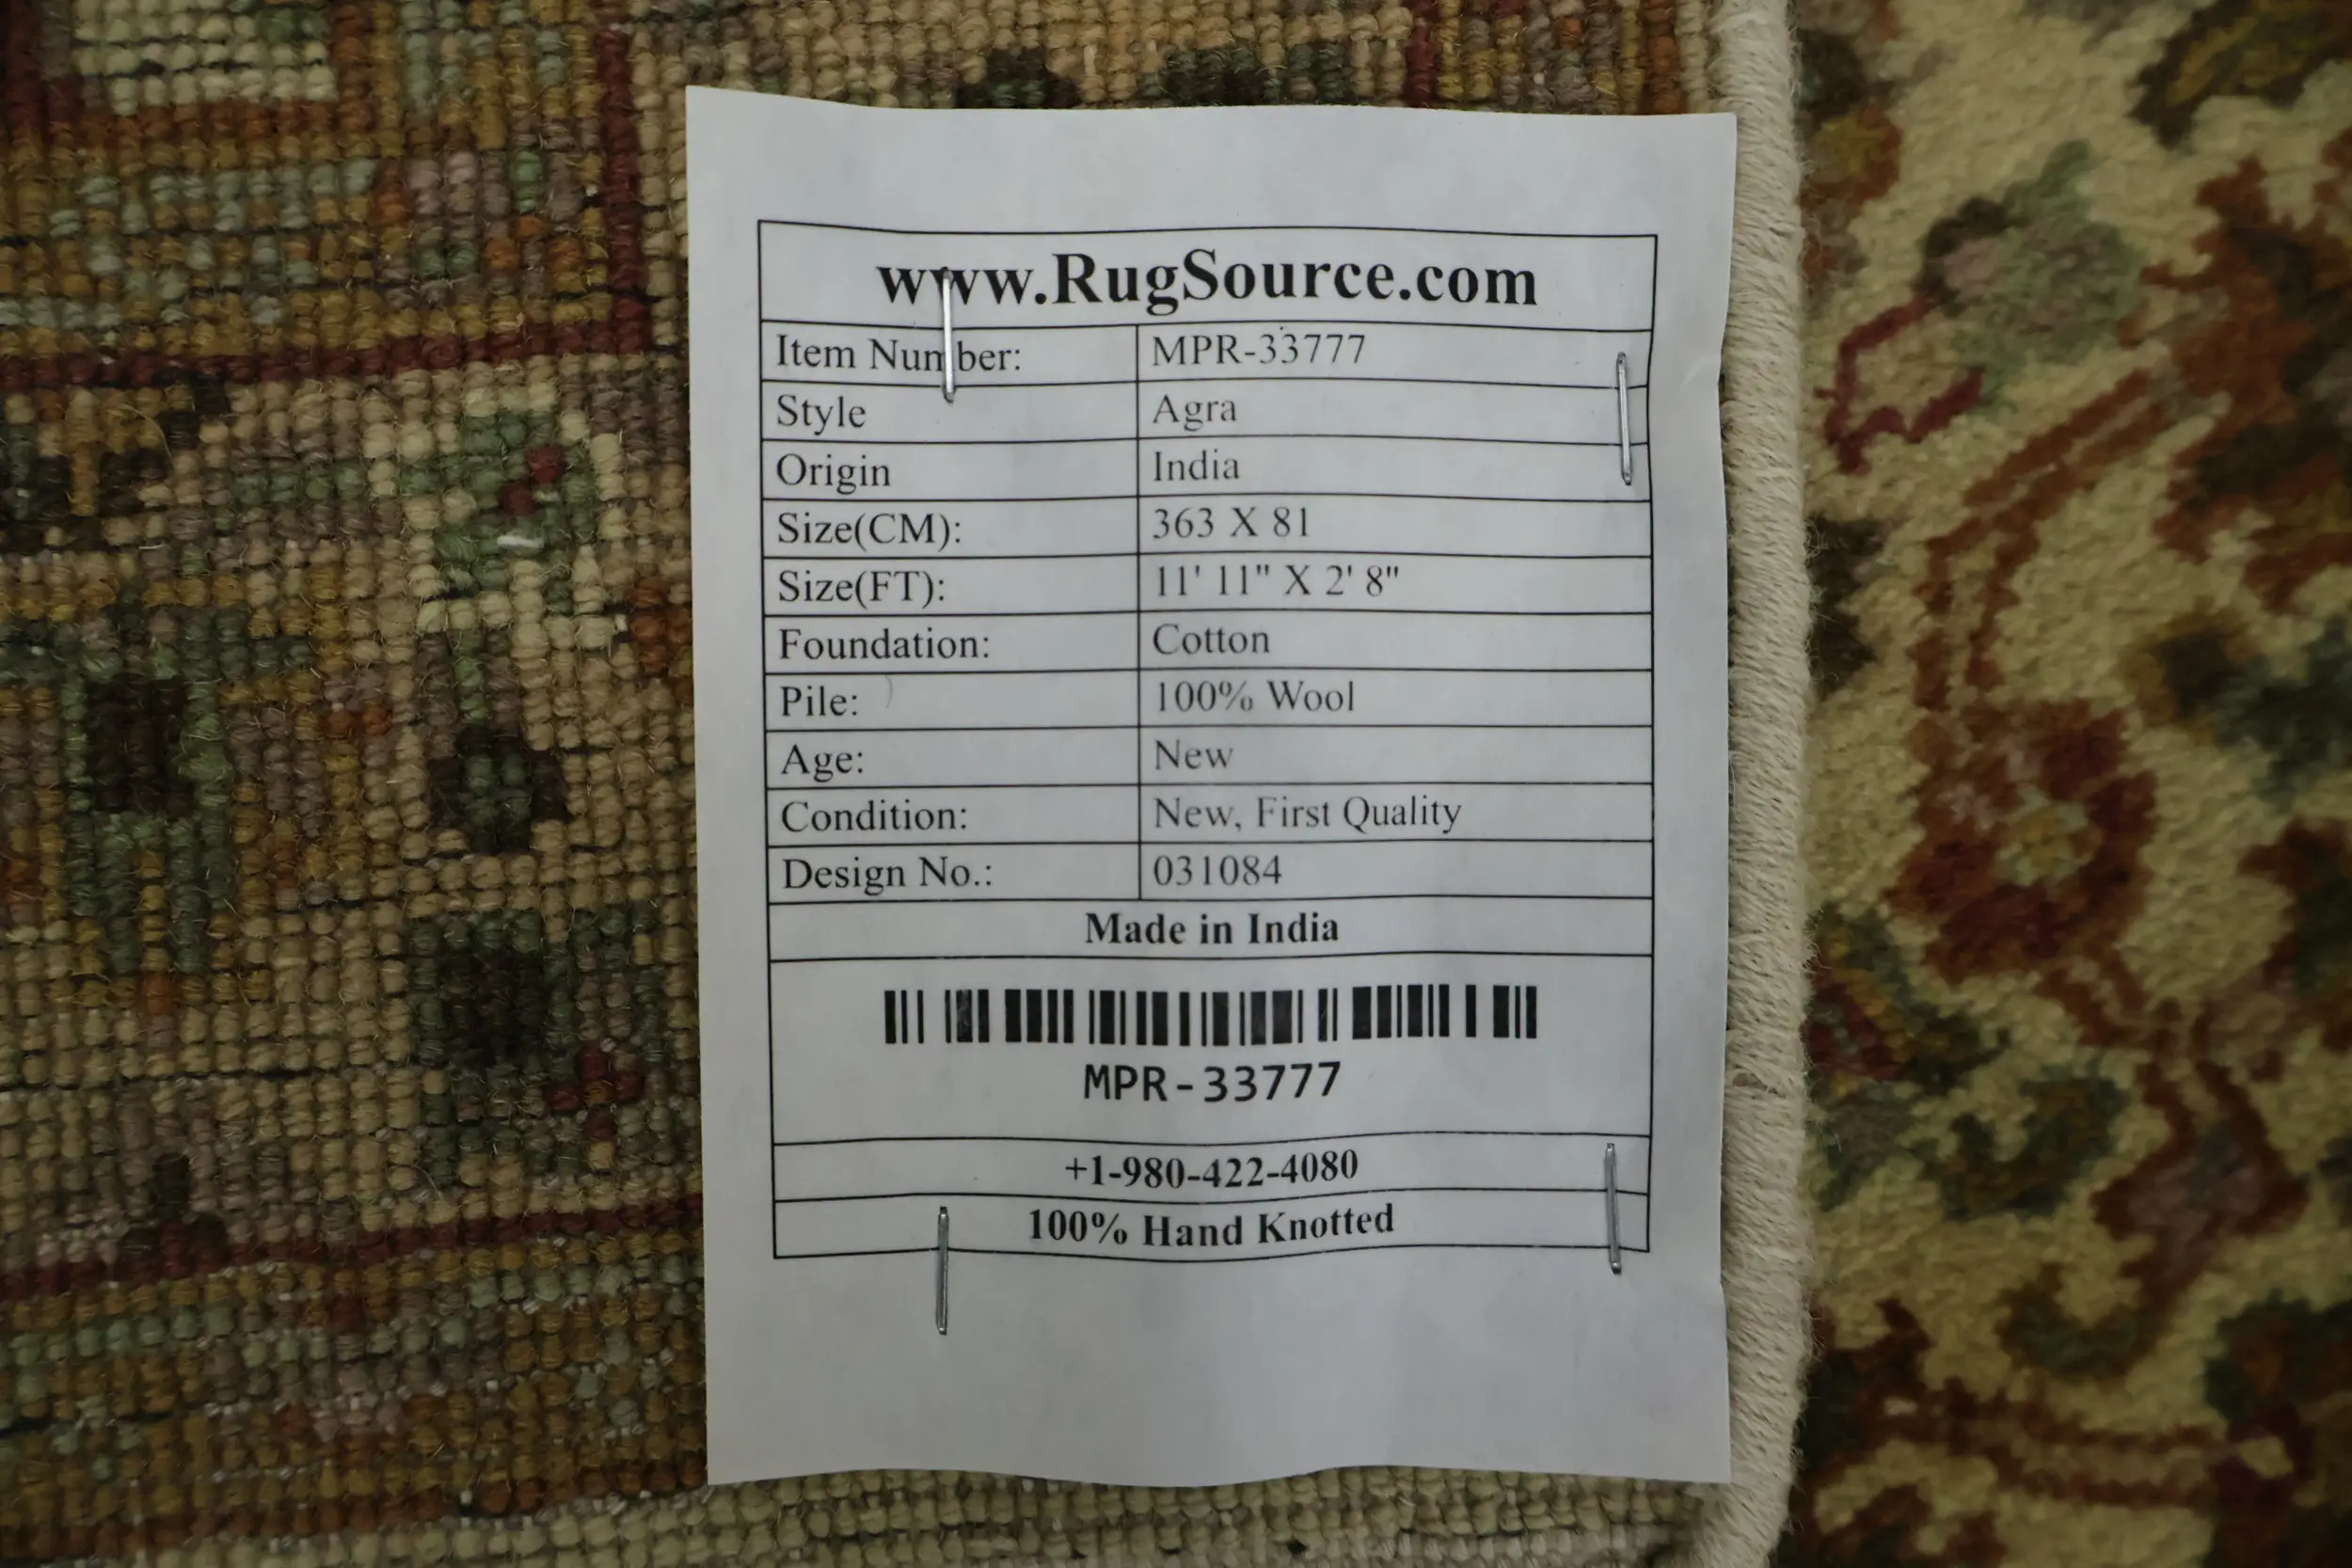 www.RugSource.com
Item Number: MPR-33777
Style Agra
Origin India
Size(CM): 363 X 81
Size(FT): 11' 11" X 2' 8"
Foundation: Cotton
Pile: 100% Wool
Age: New
Condition: New, First Quality
Design No.: 031084
Made in India
MPR-33777
+1-980-422-4080
100% Hand Knotted